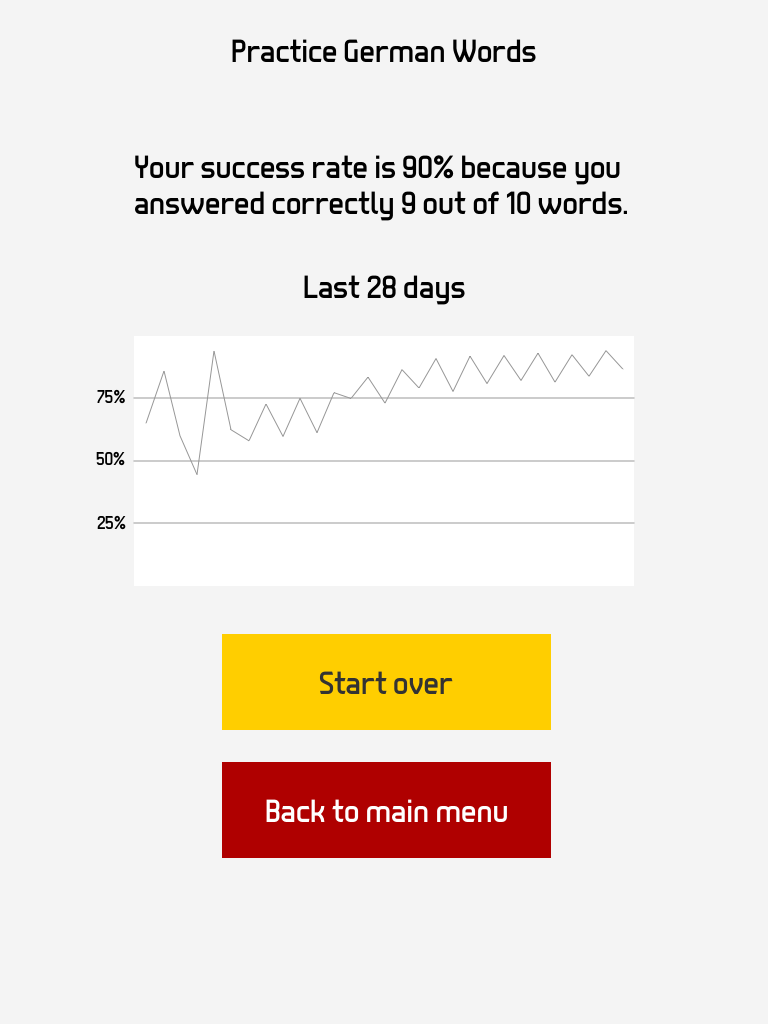 Practice German Words
Your success rate is 90% because you
answered correctly 9 out of 10 words.
Last 28 days
75%
50%
25%
Start over
Back to main menu